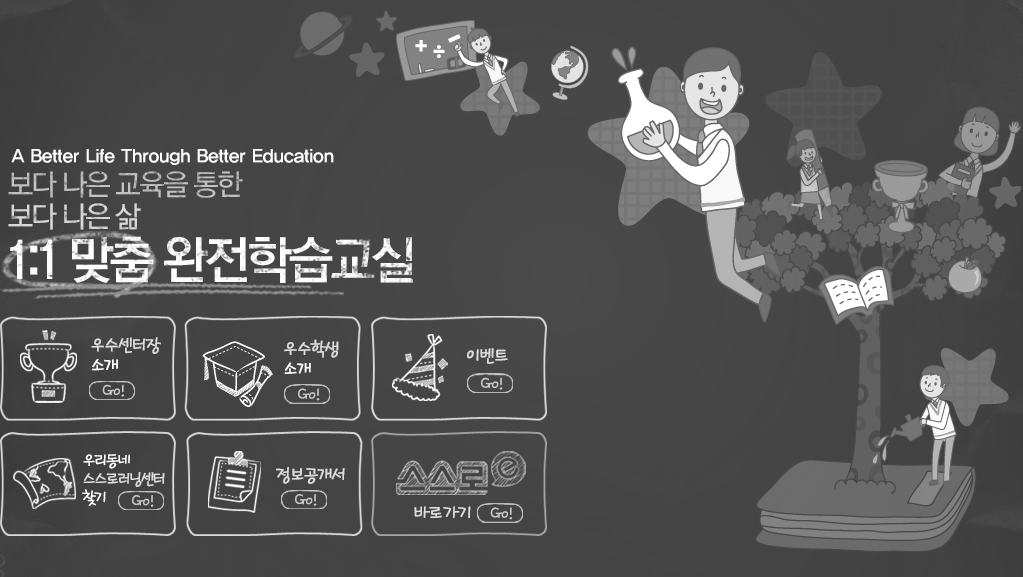 A Better Life Through Better Education
보다 나은 교육을 통한
보다 나은 삶
1:1 맞춤 완전학습교실
우수센터장
소개
Go!
우수학생
소개
Go!
이벤트
Go!
우리동네
스스로러닝센터
찾기 Go!
정보공개서
Go!
스스로e
바로가기 Go!